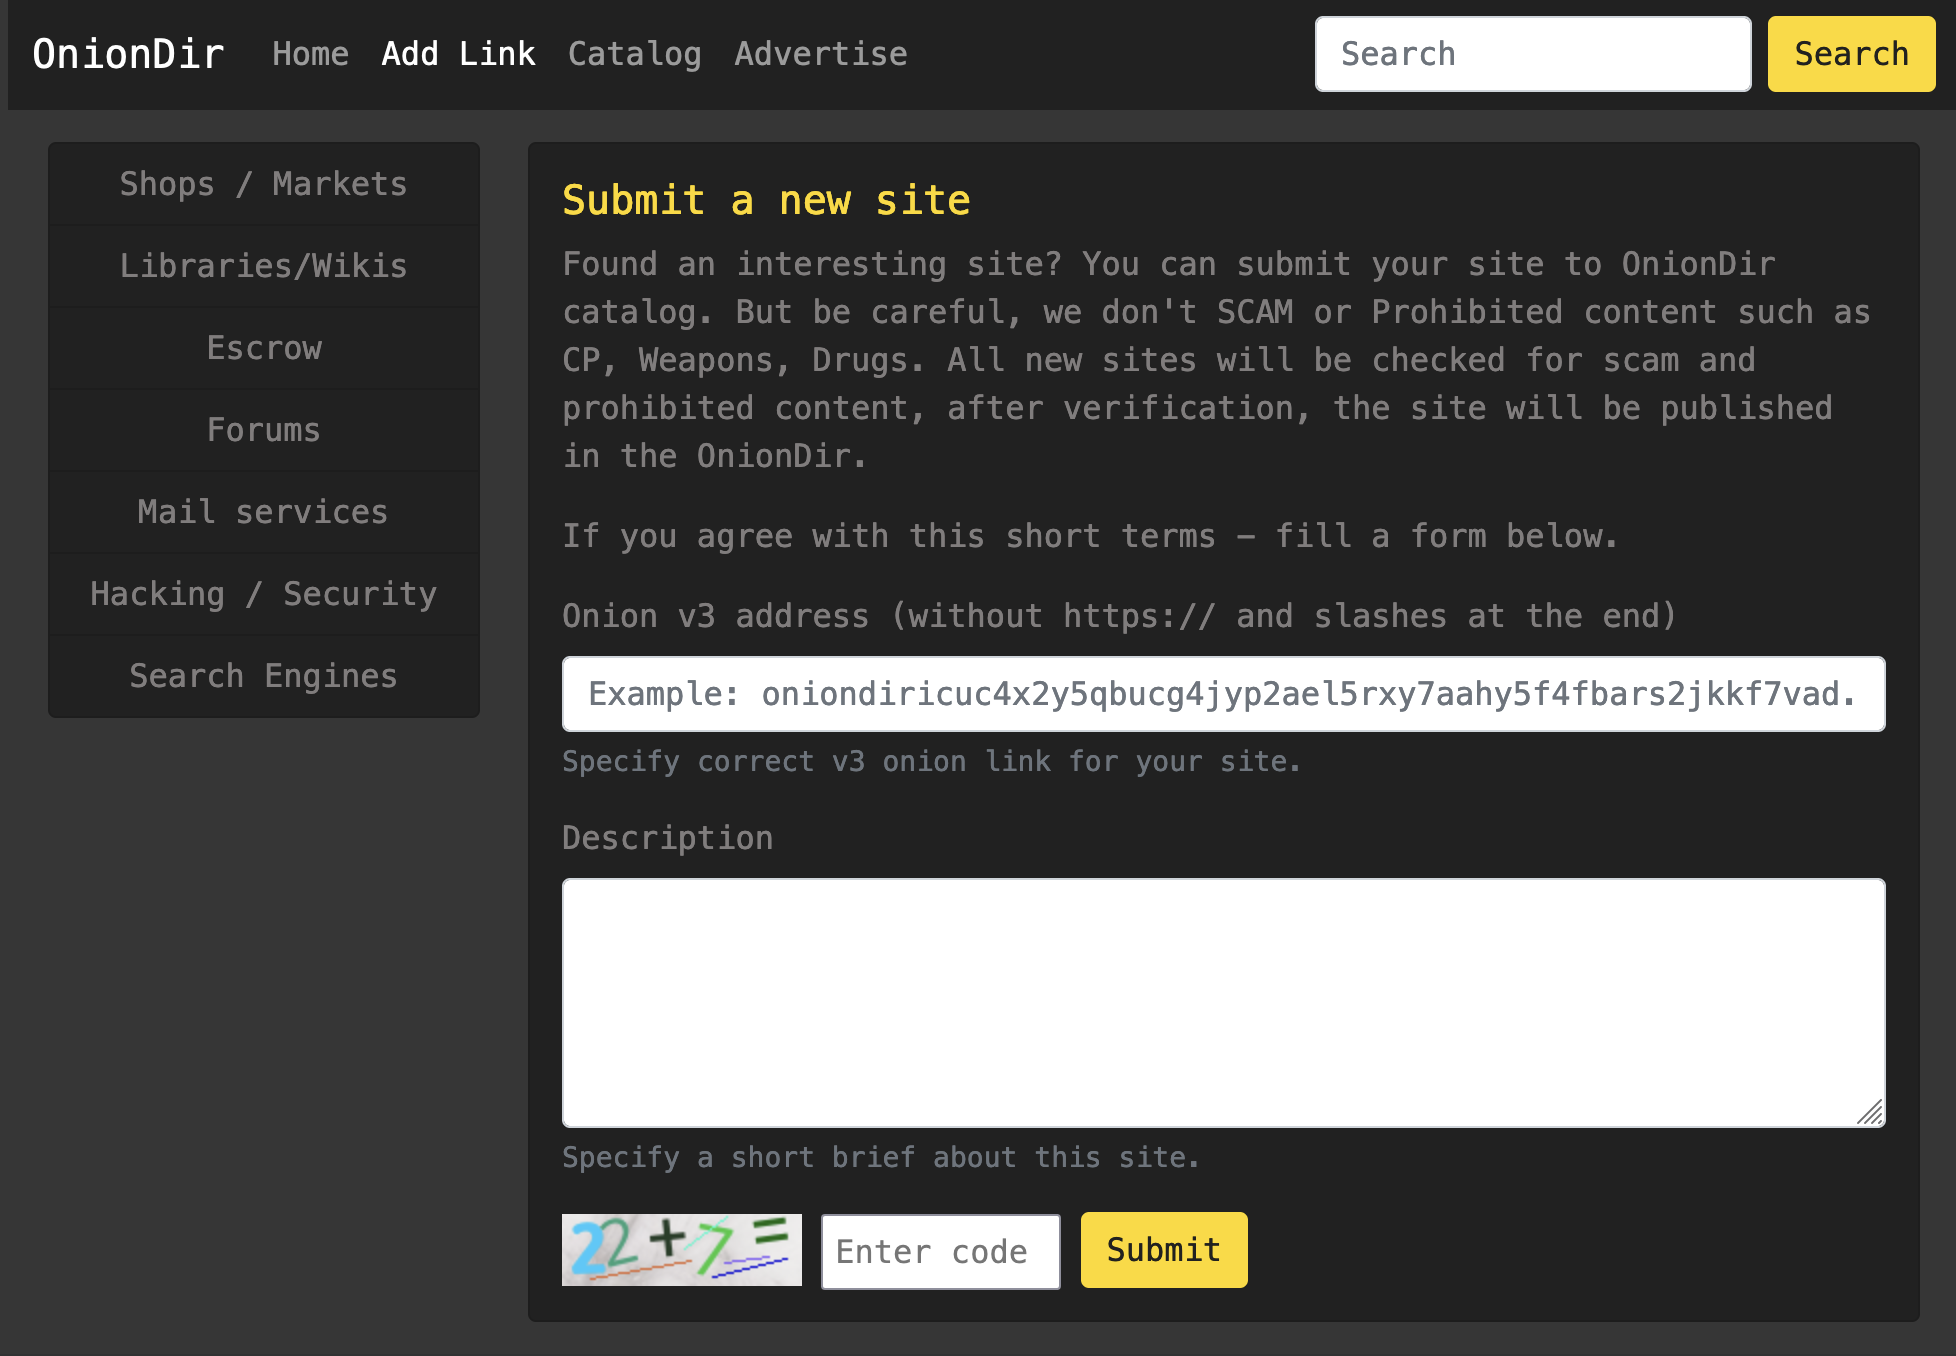 OnionDir Home Add Link Catalog Advertise Search Search
Shops / Markets
Libraries/Wikis
Escrow
Forums
Mail services
Hacking / Security
Search Engines
Submit a new site
Found an interesting site? You can submit your site to OnionDir
catalog. But be careful, we don't SCAM or Prohibited content such as
CP, Weapons, Drugs. All new sites will be checked for scam and
prohibited content, after verification, the site will be published
in the OnionDir.
If you agree with this short terms – fill a form below.
Onion v3 address (without https:// and slashes at the end)
Example: oniondiricuc4x2y5qbucg4jyp2ael5rxy7aahy5f4fbars2jkkf7vad.
Specify correct v3 onion link for your site.
Description
Specify a short brief about this site.
22+7= Enter code Submit